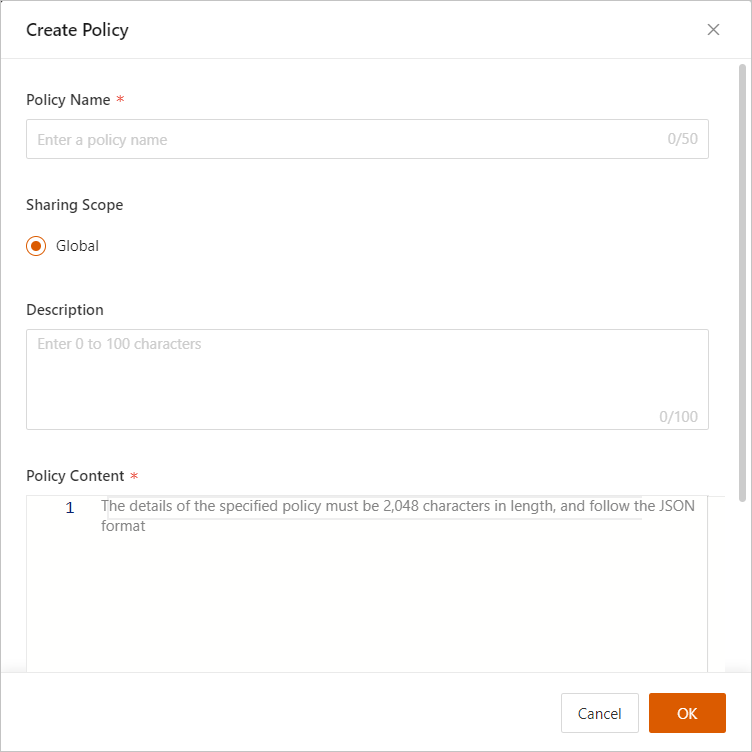 Create Policy
Policy Name *
Enter a policy name 0/50
Sharing Scope
Global
Description
Enter 0 to 100 characters
0/100
Policy Content *
1 The details of the specified policy must be 2,048 characters in length, and follow the JSON
format
Cancel OK